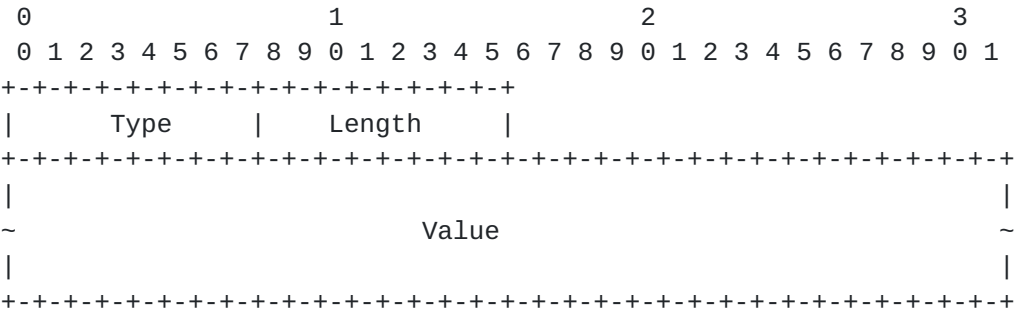 0                   1                   2                   3
 0 1 2 3 4 5 6 7 8 9 0 1 2 3 4 5 6 7 8 9 0 1 2 3 4 5 6 7 8 9 0 1
+-+-+-+-+-+-+-+-+-+-+-+-+-+-+-+-+
|      Type     |    Length     |
+-+-+-+-+-+-+-+-+-+-+-+-+-+-+-+-+-+-+-+-+-+-+-+-+-+-+-+-+-+-+-+-+
|                                                               |
~                          Value                                ~
|                                                               |
+-+-+-+-+-+-+-+-+-+-+-+-+-+-+-+-+-+-+-+-+-+-+-+-+-+-+-+-+-+-+-+-+